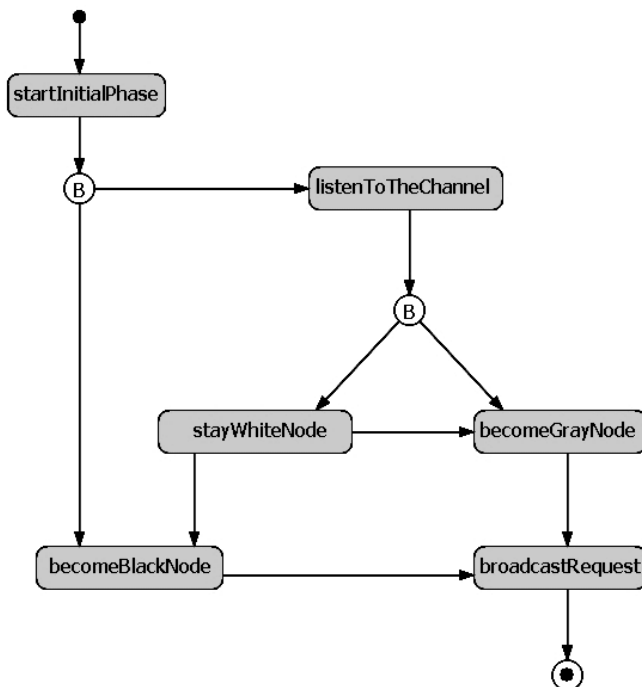 startInitialPhase
B
listenToTheChannel
B
stayWhiteNode
becomeGrayNode
becomeBlackNode
broadcastRequest